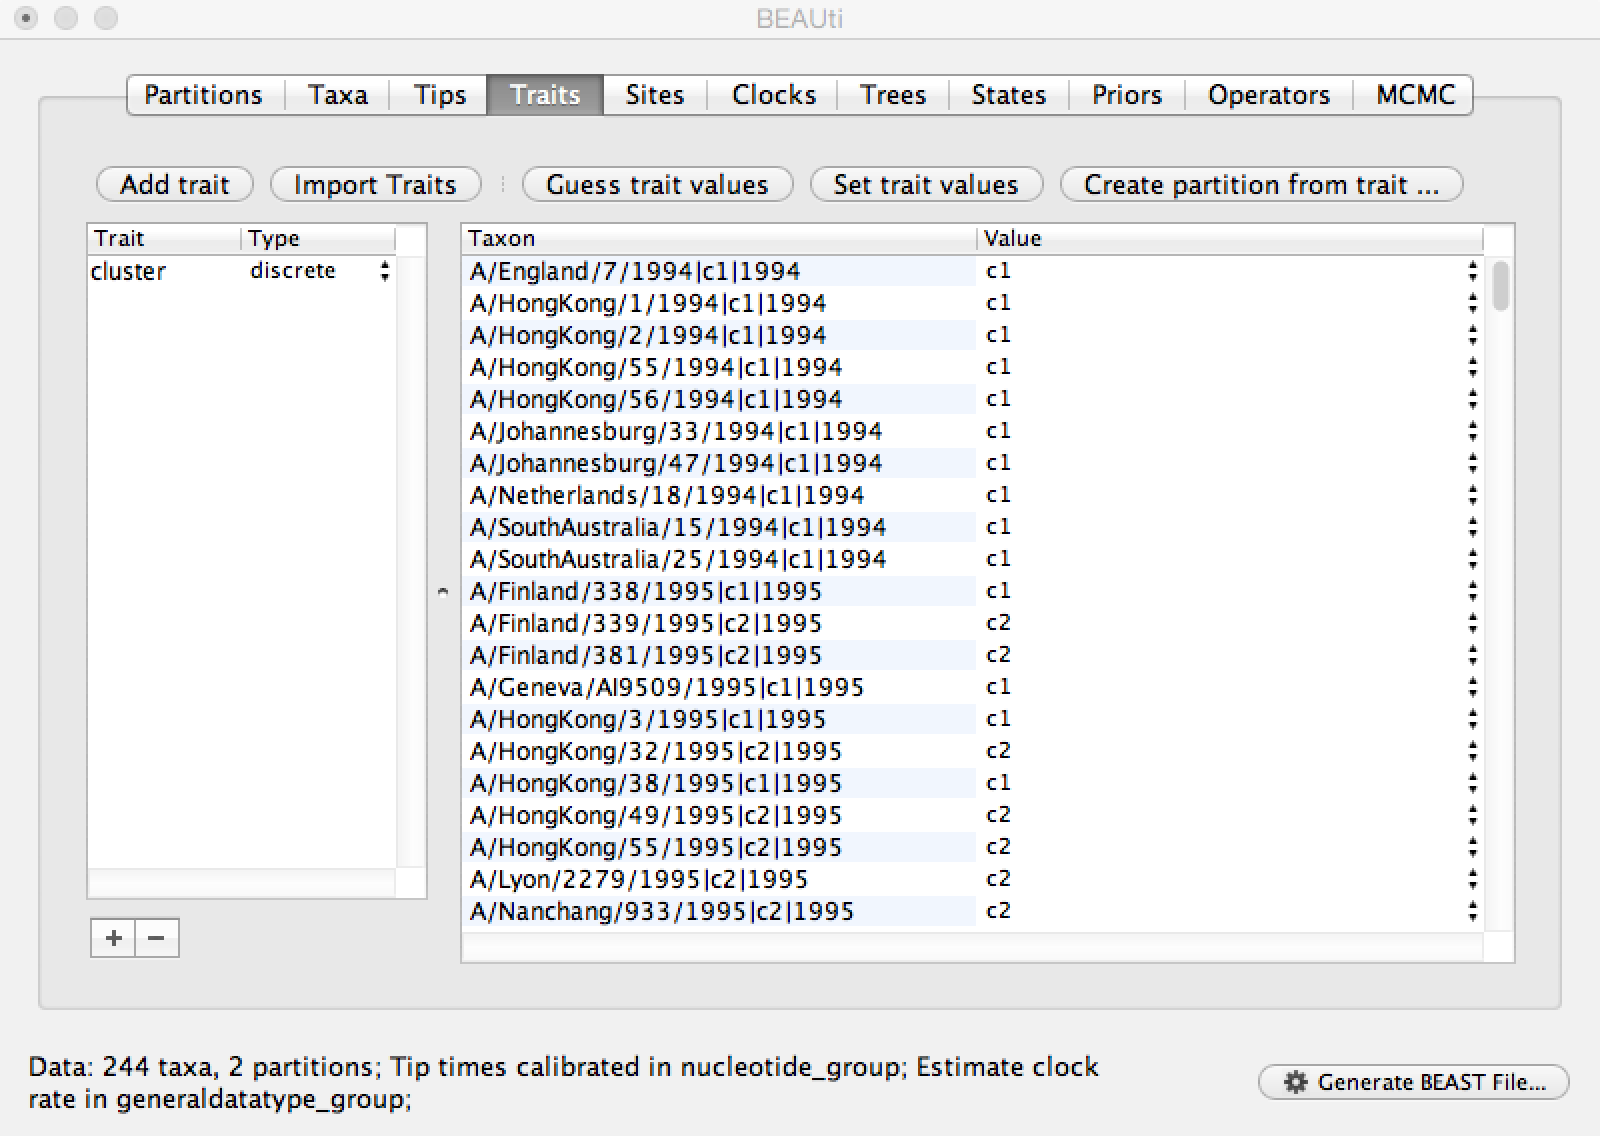 BEAUti
Partitions Taxa Tips Traits Sites Clocks Trees States Priors Operators MCMC
Add trait Import Traits Guess trait values Set trait values Create partition from trait ...
Trait Type
cluster discrete
Taxon Value
A/England/7/1994|c1|1994 c1
A/HongKong/1/1994|c1|1994 c1
A/HongKong/2/1994|c1|1994 c1
A/HongKong/55/1994|c1|1994 c1
A/HongKong/56/1994|c1|1994 c1
A/Johannesburg/33/1994|c1|1994 c1
A/Johannesburg/47/1994|c1|1994 c1
A/Netherlands/18/1994|c1|1994 c1
A/SouthAustralia/15/1994|c1|1994 c1
A/SouthAustralia/25/1994|c1|1994 c1
A/Finland/338/1995|c1|1995 c1
A/Finland/339/1995|c2|1995 c2
A/Finland/381/1995|c2|1995 c2
A/Geneva/AI9509/1995|c1|1995 c1
A/HongKong/3/1995|c1|1995 c1
A/HongKong/32/1995|c2|1995 c2
A/HongKong/38/1995|c1|1995 c1
A/HongKong/49/1995|c2|1995 c2
A/HongKong/55/1995|c2|1995 c2
A/Lyon/2279/1995|c2|1995 c2
A/Nanchang/933/1995|c2|1995 c2
+ −
Data: 244 taxa, 2 partitions; Tip times calibrated in nucleotide_group; Estimate clock
rate in generaldatatype_group;
Generate BEAST File...